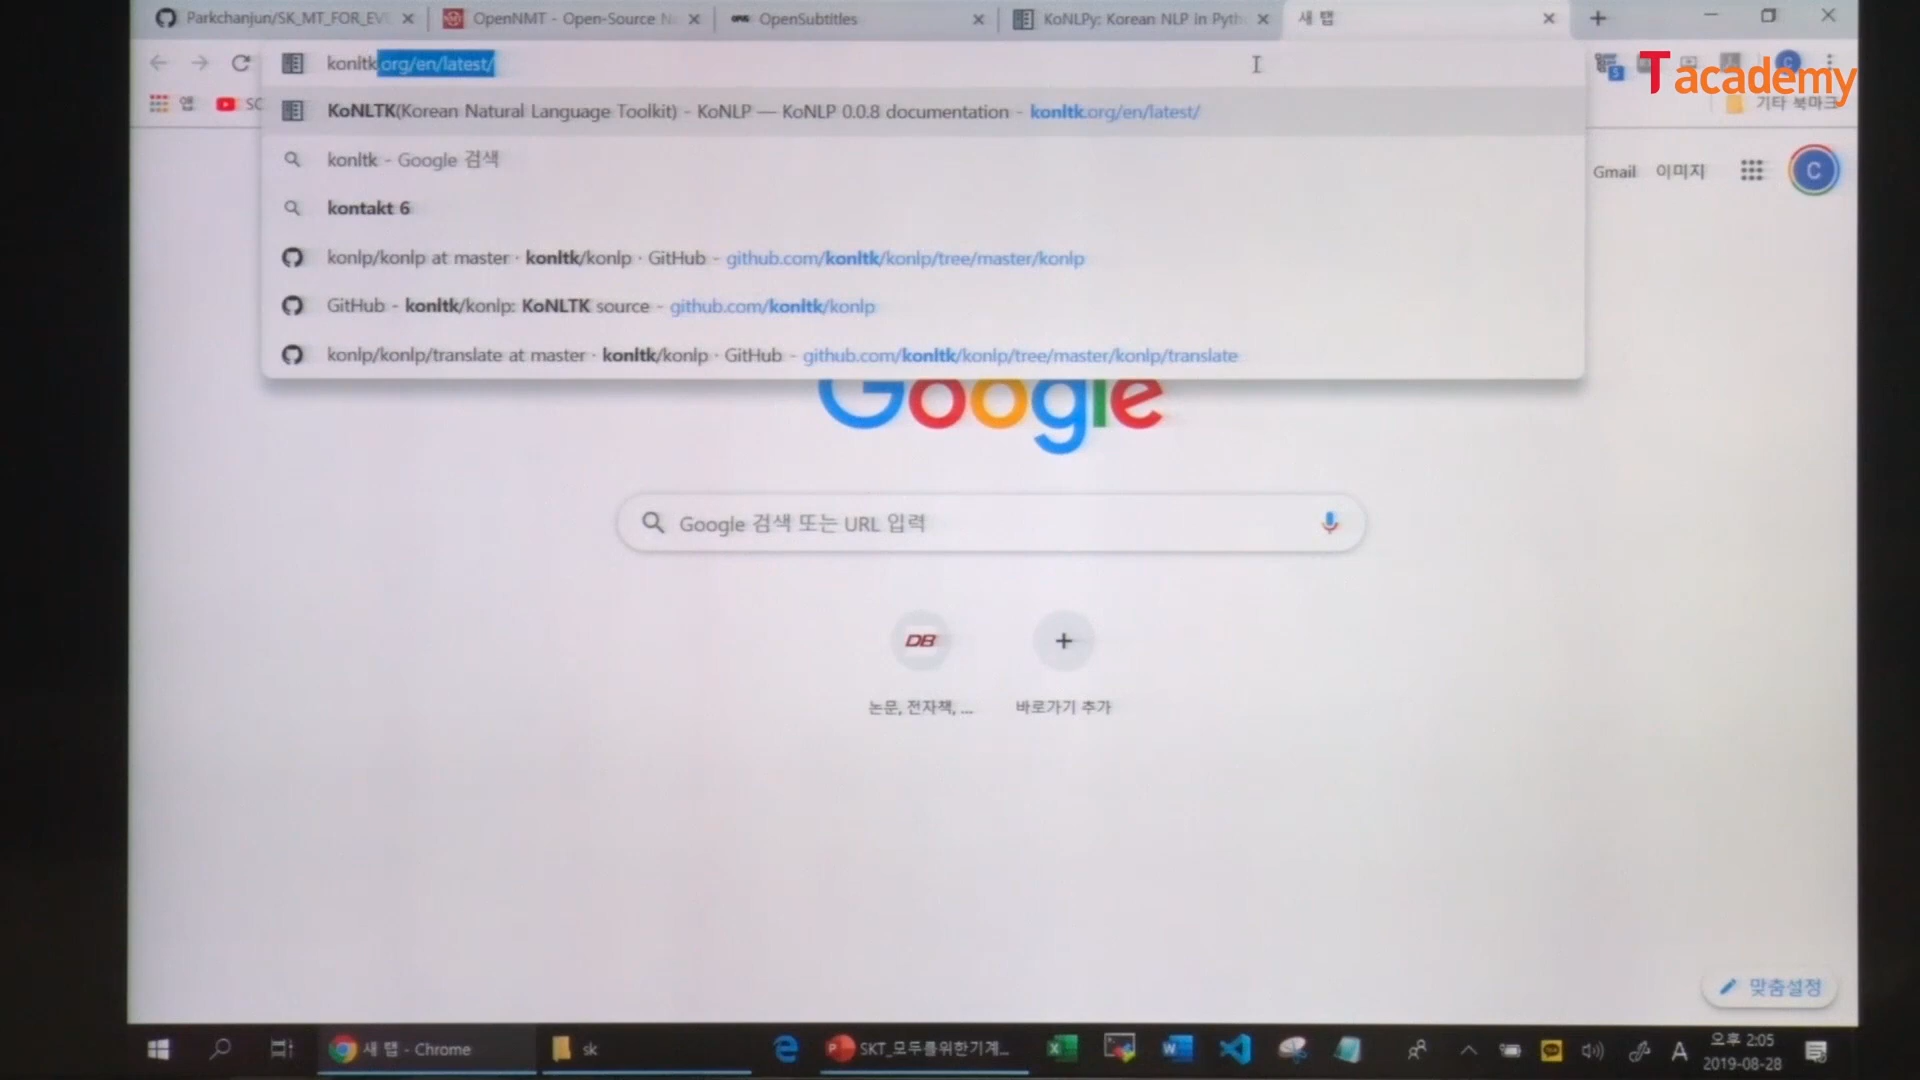 Parkchanjun/SK_MT_FOR_EV
OpenNMT - Open-Source N
OpenSubtitles
KoNLPy: Korean NLP in Pyth
새 탭
konltk.org/en/latest/
T academy
앱
SC
기타 북마크
KoNLTK(Korean Natural Language Toolkit) - KoNLP — KoNLP 0.0.8 documentation - konltk.org/en/latest/
konltk - Google 검색
Gmail 이미지
C
kontakt 6
konlp/konlp at master · konltk/konlp · GitHub - github.com/konltk/konlp/tree/master/konlp
GitHub - konltk/konlp: KoNLTK source - github.com/konltk/konlp
konlp/konlp/translate at master · konltk/konlp · GitHub - github.com/konltk/konlp/tree/master/konlp/translate
Google
Google 검색 또는 URL 입력
DB
논문, 전자책, ...
바로가기 추가
맞춤설정
새 탭 - Chrome
sk
SKT_모두를위한기계...
A
오후 2:05
2019-08-28